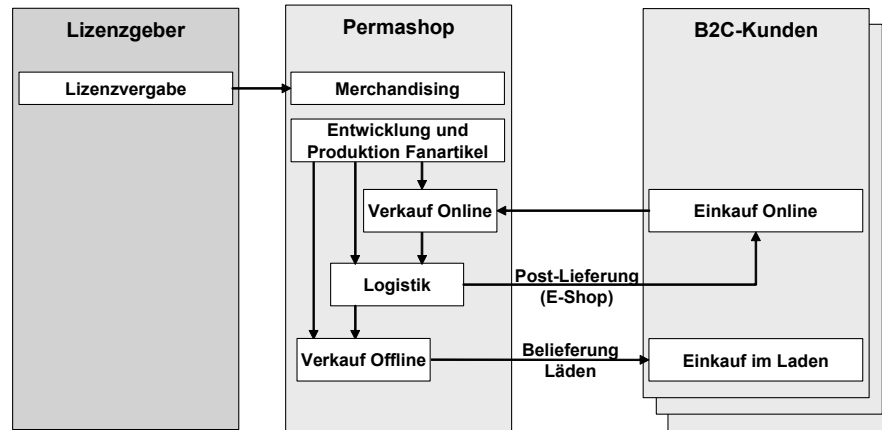 Lizenzgeber
Permashop
B2C-Kunden
Lizenzvergabe
Merchandising
Entwicklung und
Produktion Fanartikel
Verkauf Online
Einkauf Online
Logistik
Post-Lieferung
(E-Shop)
Verkauf Offline
Belieferung
Läden
Einkauf im Laden